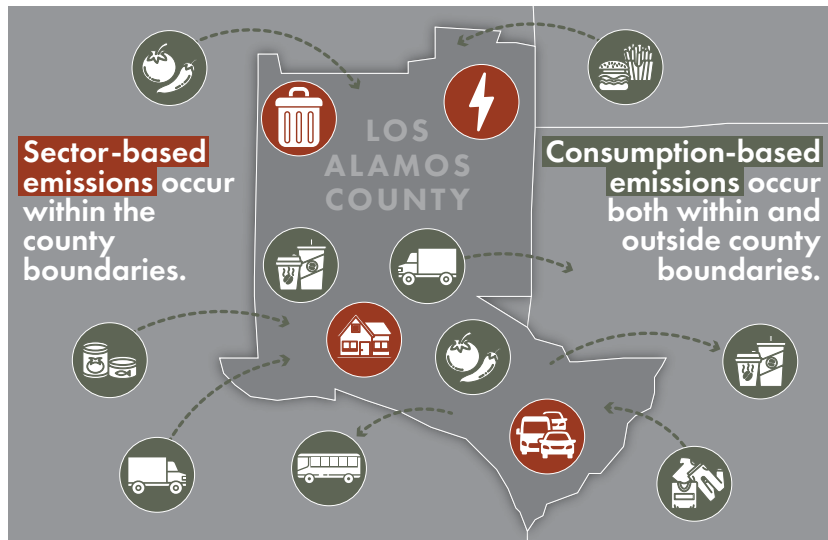 LOS
ALAMOS
COUNTY
Sector-based
emissions occur
within the
county
boundaries.
Consumption-based
emissions occur
both within and
outside county
boundaries.